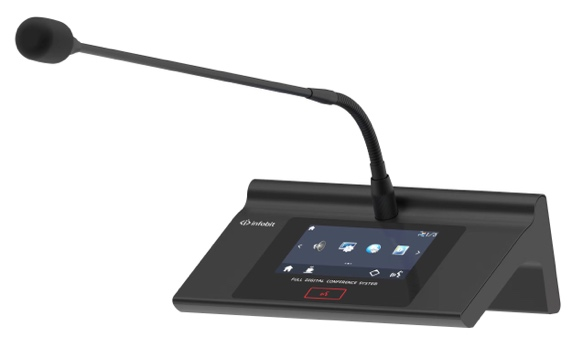 infobit
FULL DIGITAL CONFERENCE SYSTEM